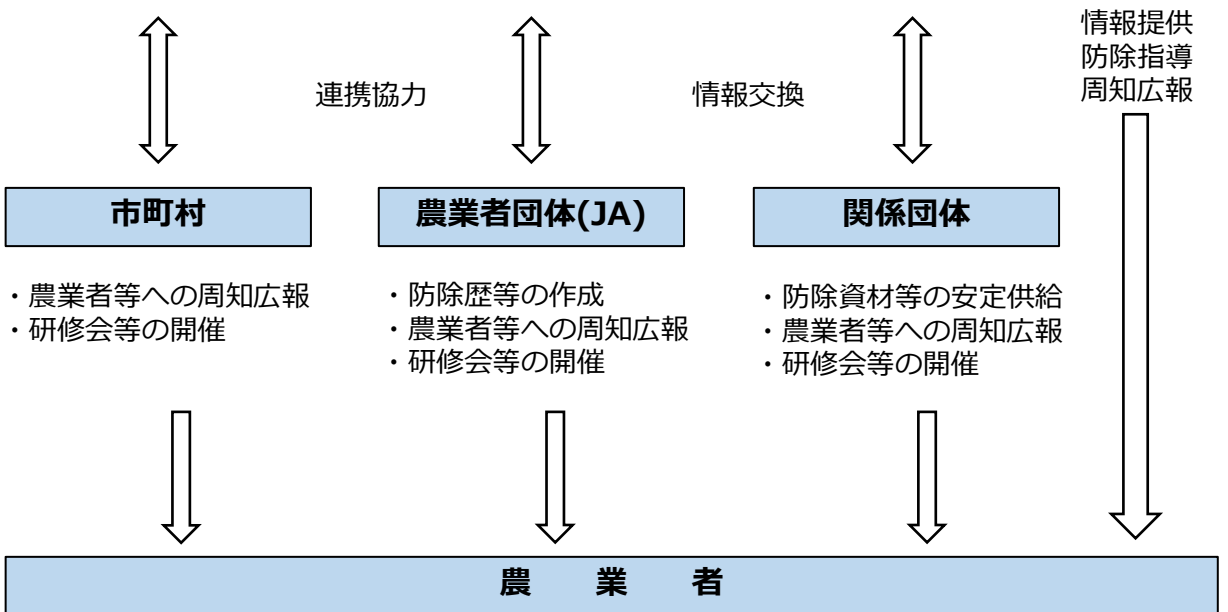 情報提供
防除指導
周知広報
連携協力
情報交換
市町村
農業者団体(JA)
関係団体
・農業者等への周知広報
・研修会等の開催
・防除歴等の作成
・農業者等への周知広報
・研修会等の開催
・防除資材等の安定供給
・農業者等への周知広報
・研修会等の開催
農　業　者